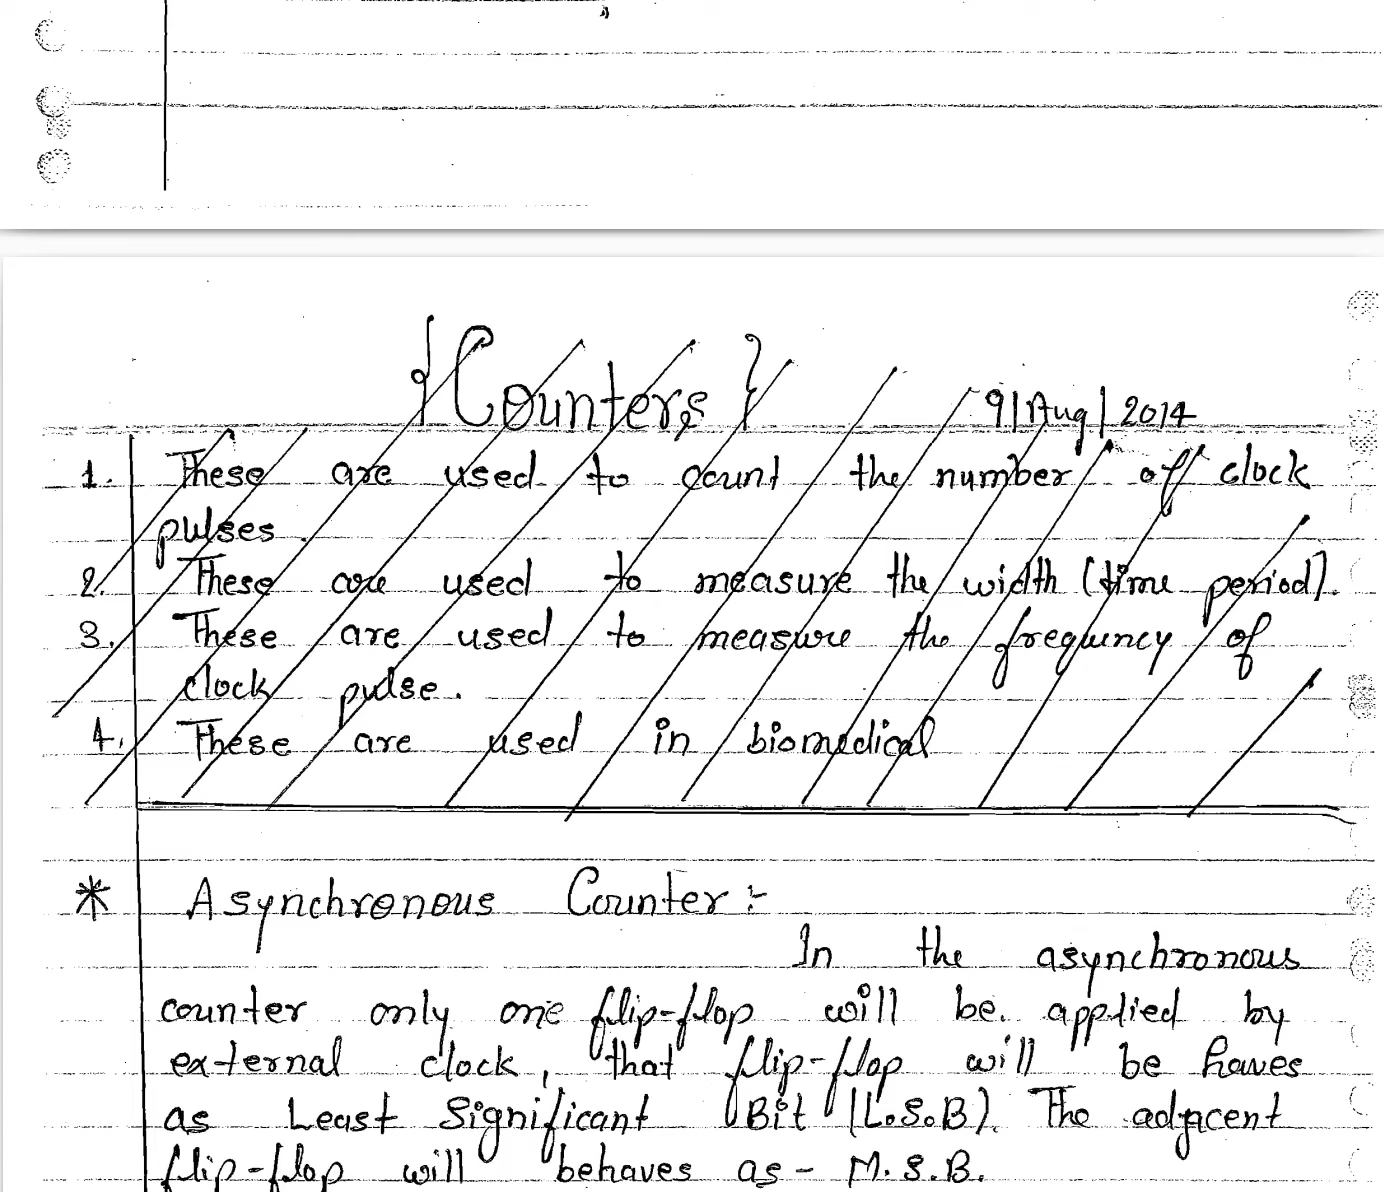 {Counters}
9/Aug/2014
1. These are used to count the number of clock
pulses.
2. These are used to measure the width (time period).
3. These are used to measure the frequency of
clock pulse.
4. These are used in biomedical
* Asynchronous Counter :-
In the asynchronous
counter only one flip-flop will be applied by
external clock, that flip-flop will be haves
as Least Significant Bit (L.S.B). The adjacent
flip-flop will behaves as - M.S.B.